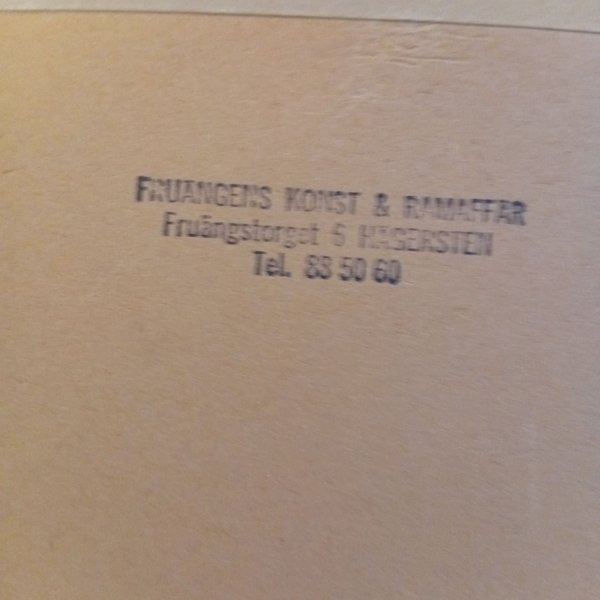 FRUÄNGENS KONST & RAMAFFÄR
Fruängstorget 6 HÄGERSTEN
Tel. 88 50 60